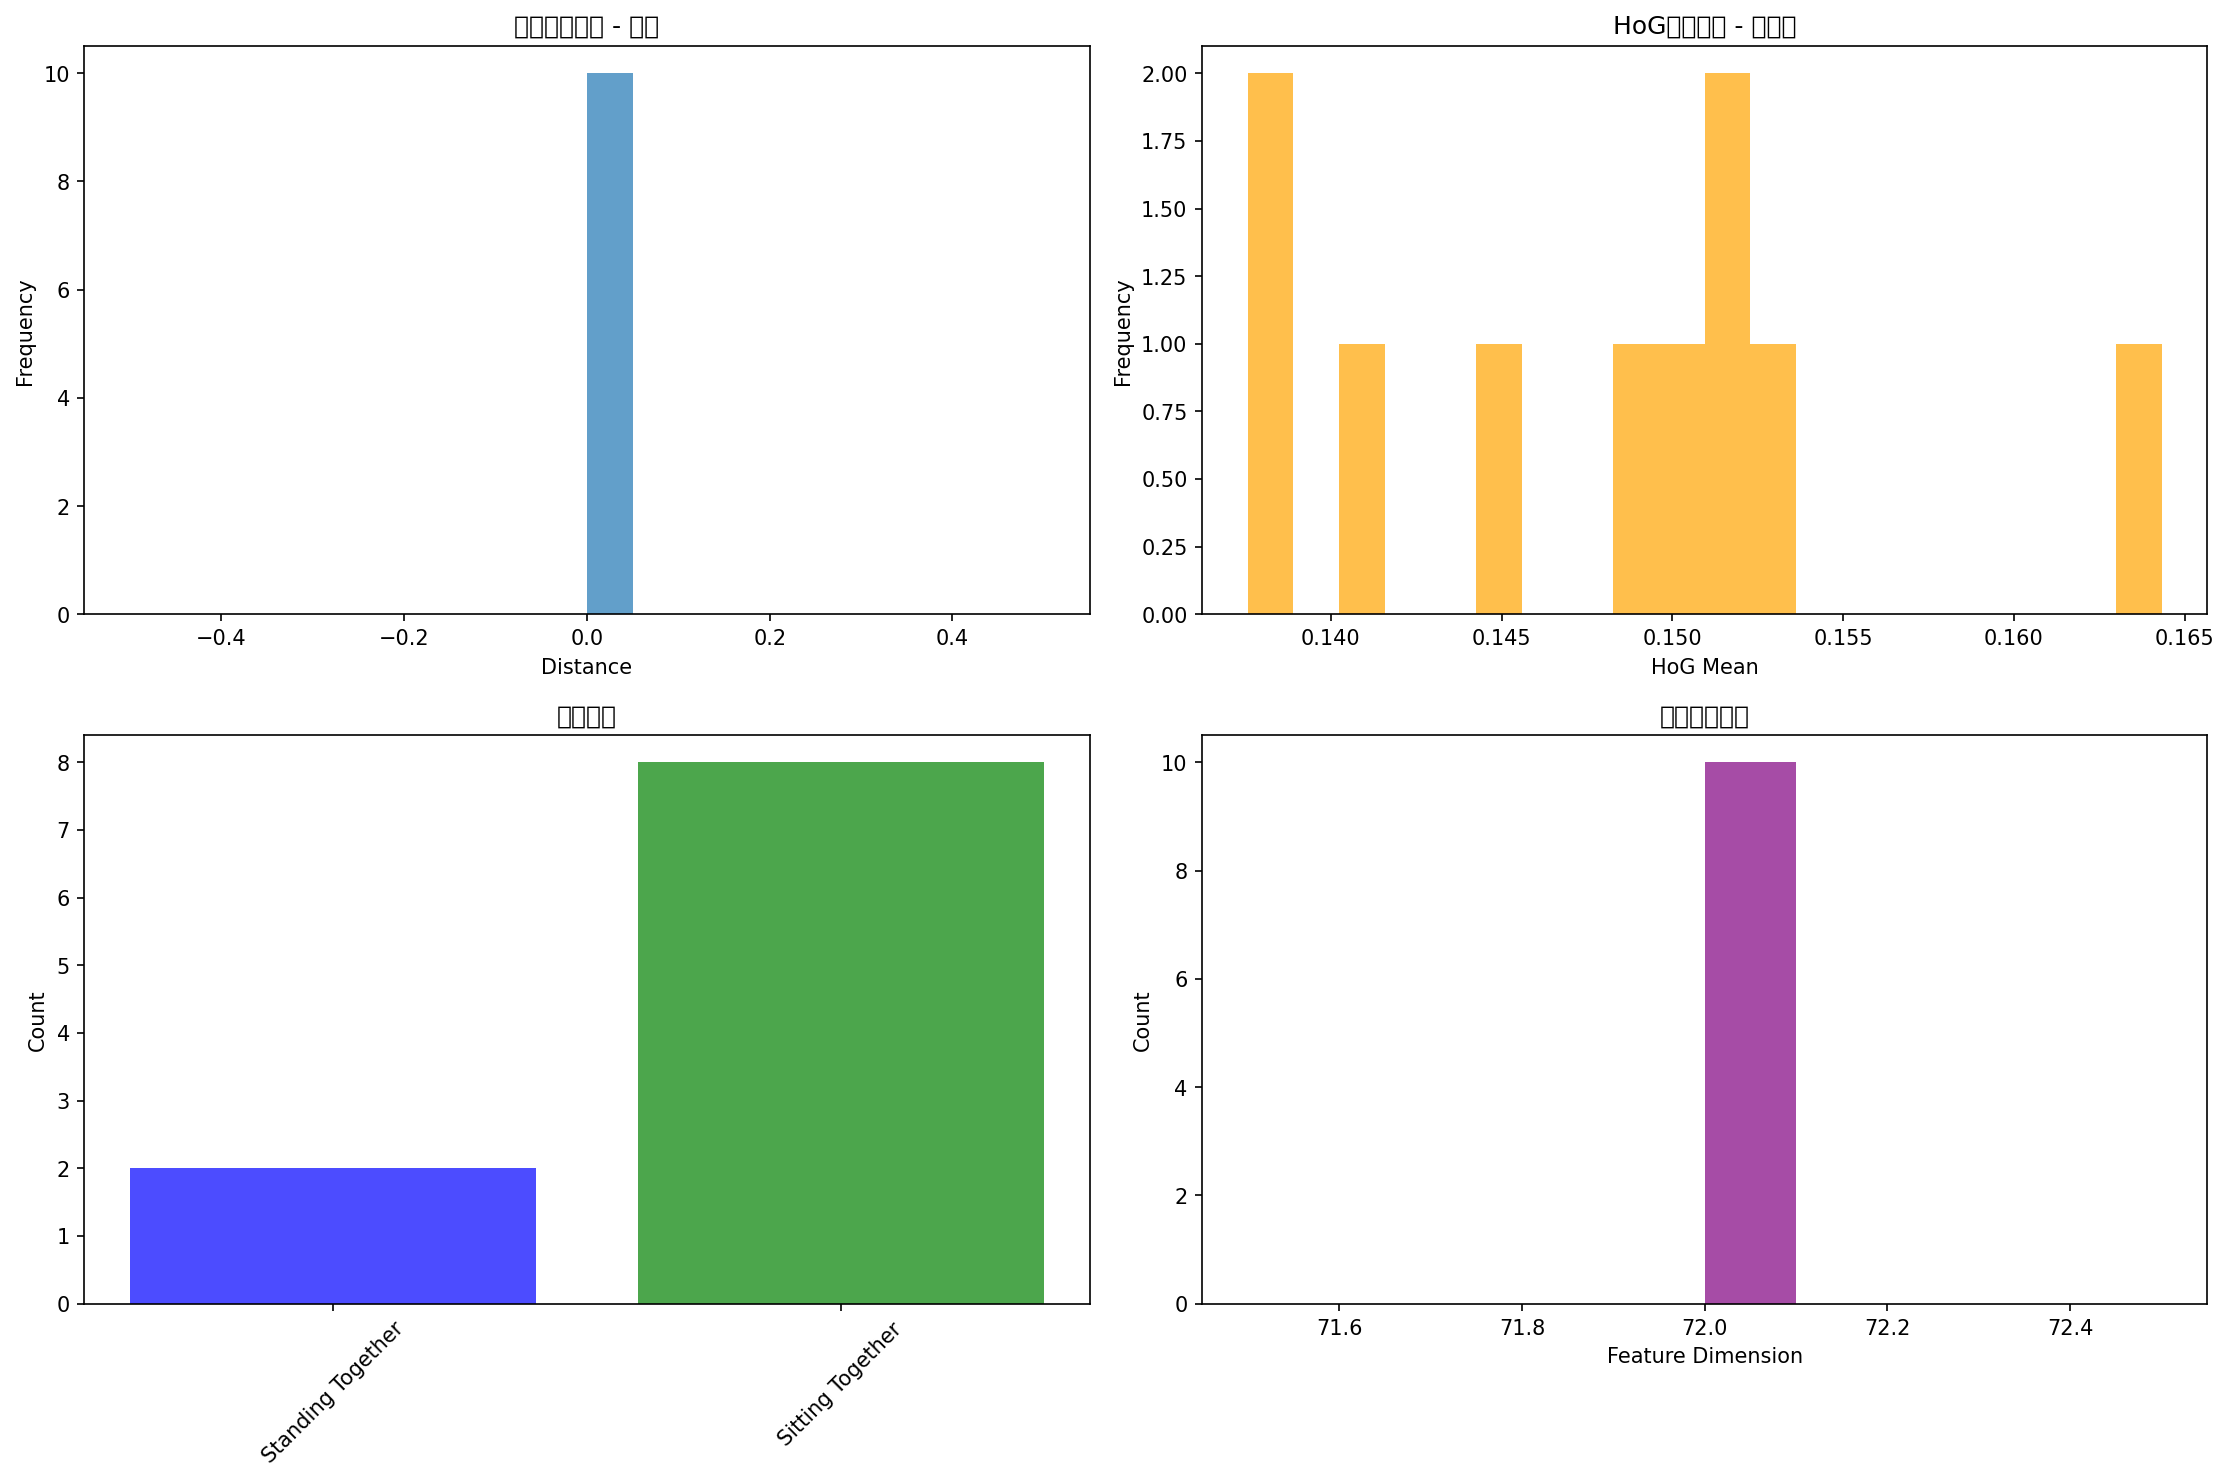 -
10
8
6
4
2
0
Frequency
−0.4 −0.2 0.0 0.2 0.4
Distance
HoG -
2.00
1.75
1.50
1.25
1.00
0.75
0.50
0.25
0.00
Frequency
0.140 0.145 0.150 0.155 0.160 0.165
HoG Mean
8
7
6
5
4
3
2
1
0
Count
Standing Together
Sitting Together
10
8
6
4
2
0
Count
71.6 71.8 72.0 72.2 72.4
Feature Dimension